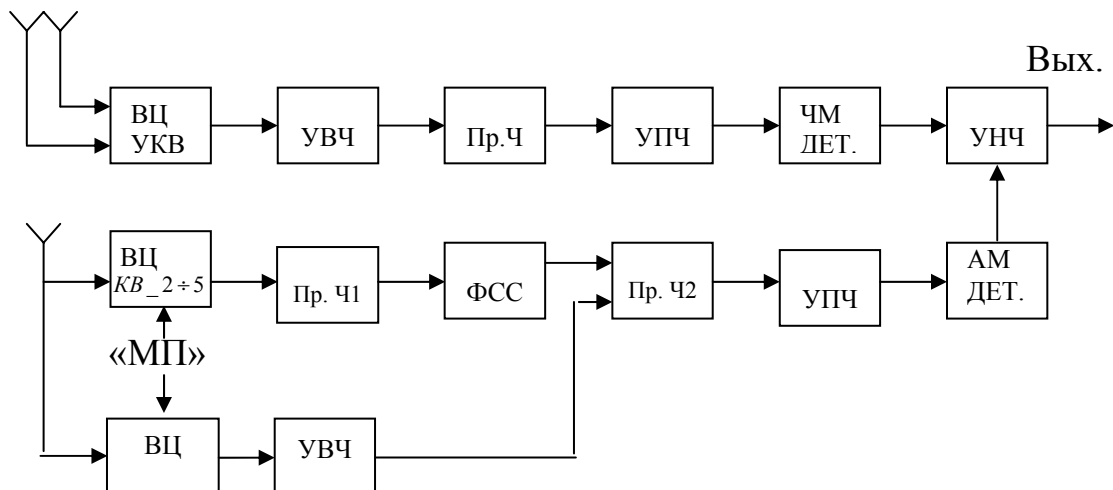 Вых.
ВЦ
УКВ
УВЧ
Пр.Ч
УПЧ
ЧМ
ДЕТ.
УНЧ
ВЦ
КВ_2÷5
Пр. Ч1
ФСС
Пр. Ч2
УПЧ
АМ
ДЕТ.
«МП»
ВЦ
УВЧ